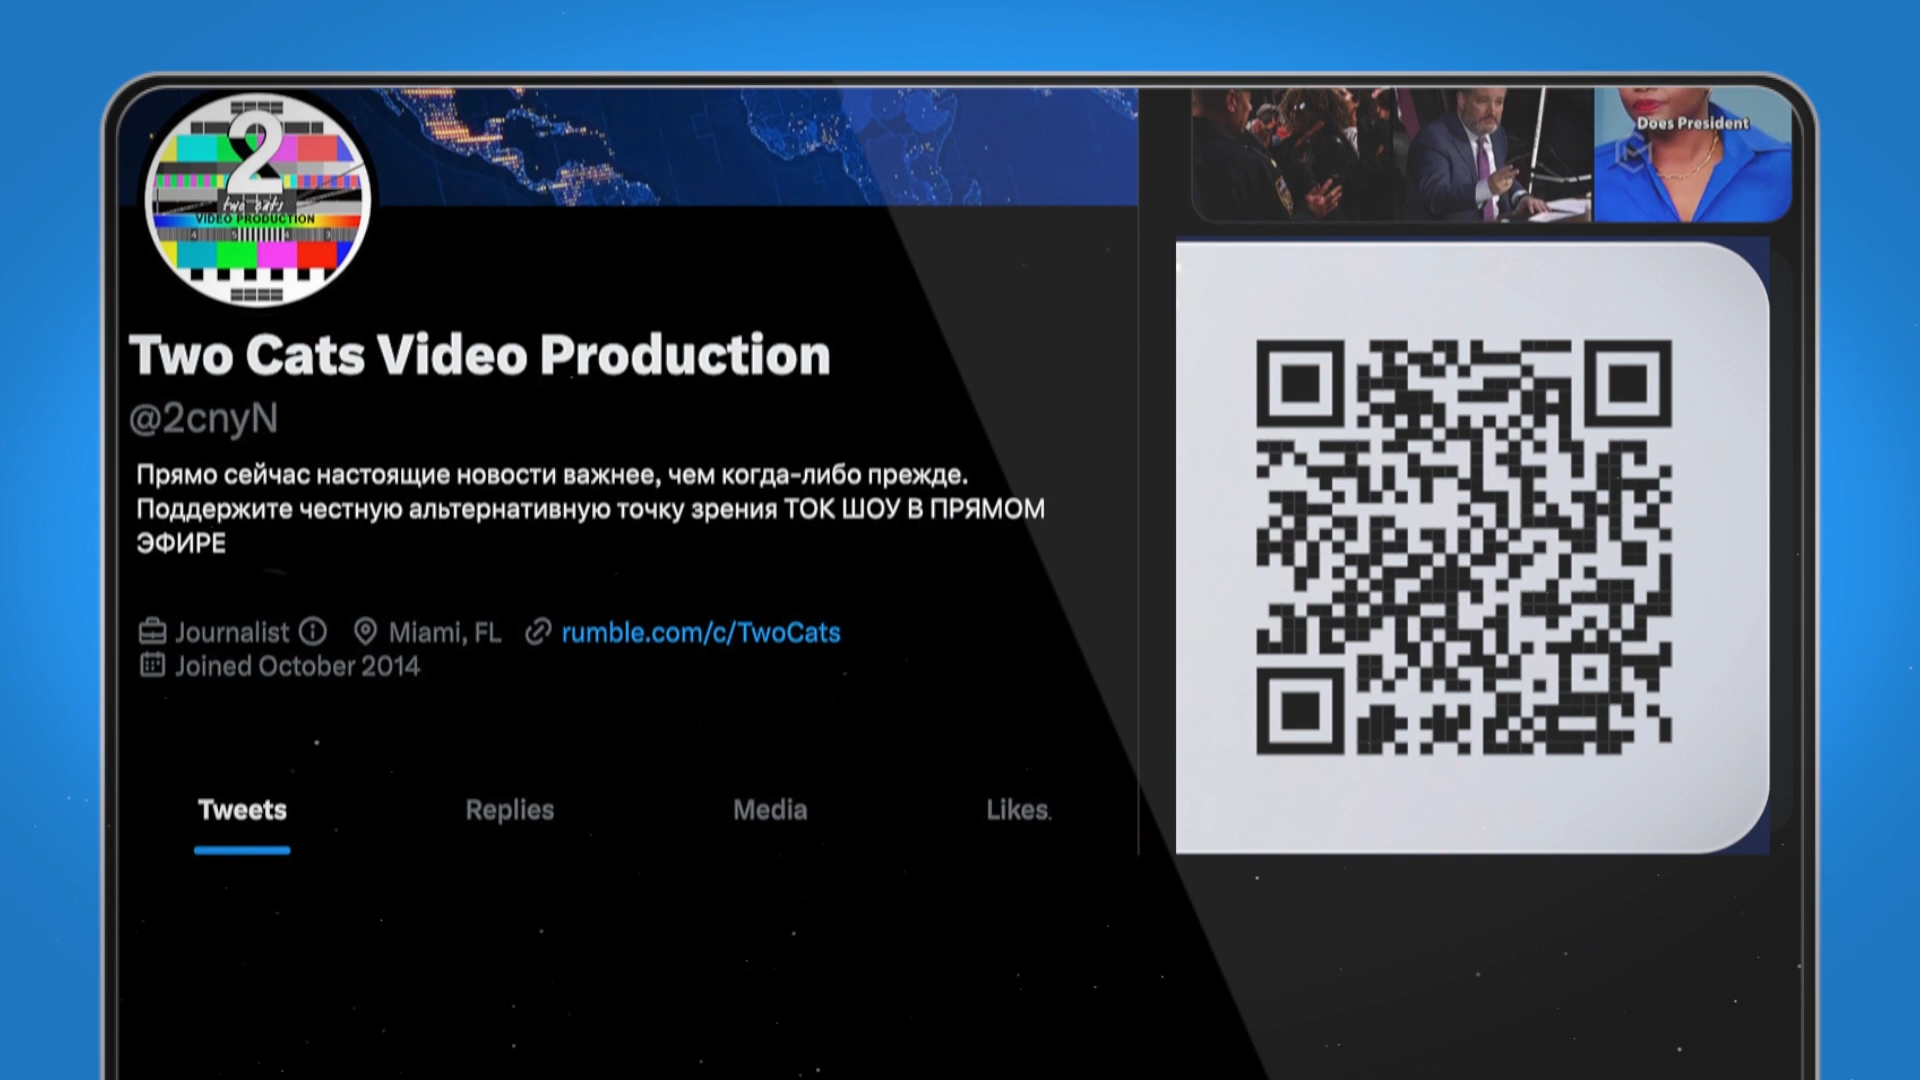 2
two cats
VIDEO PRODUCTION
Does President
Two Cats Video Production
@2cnyN
Прямо сейчас настоящие новости важнее, чем когда-либо прежде.
Поддержите честную альтернативную точку зрения ТОК ШОУ В ПРЯМОМ
ЭФИРЕ
Journalist
Miami, FL
rumble.com/c/TwoCats
Joined October 2014
Tweets
Replies
Media
Likes